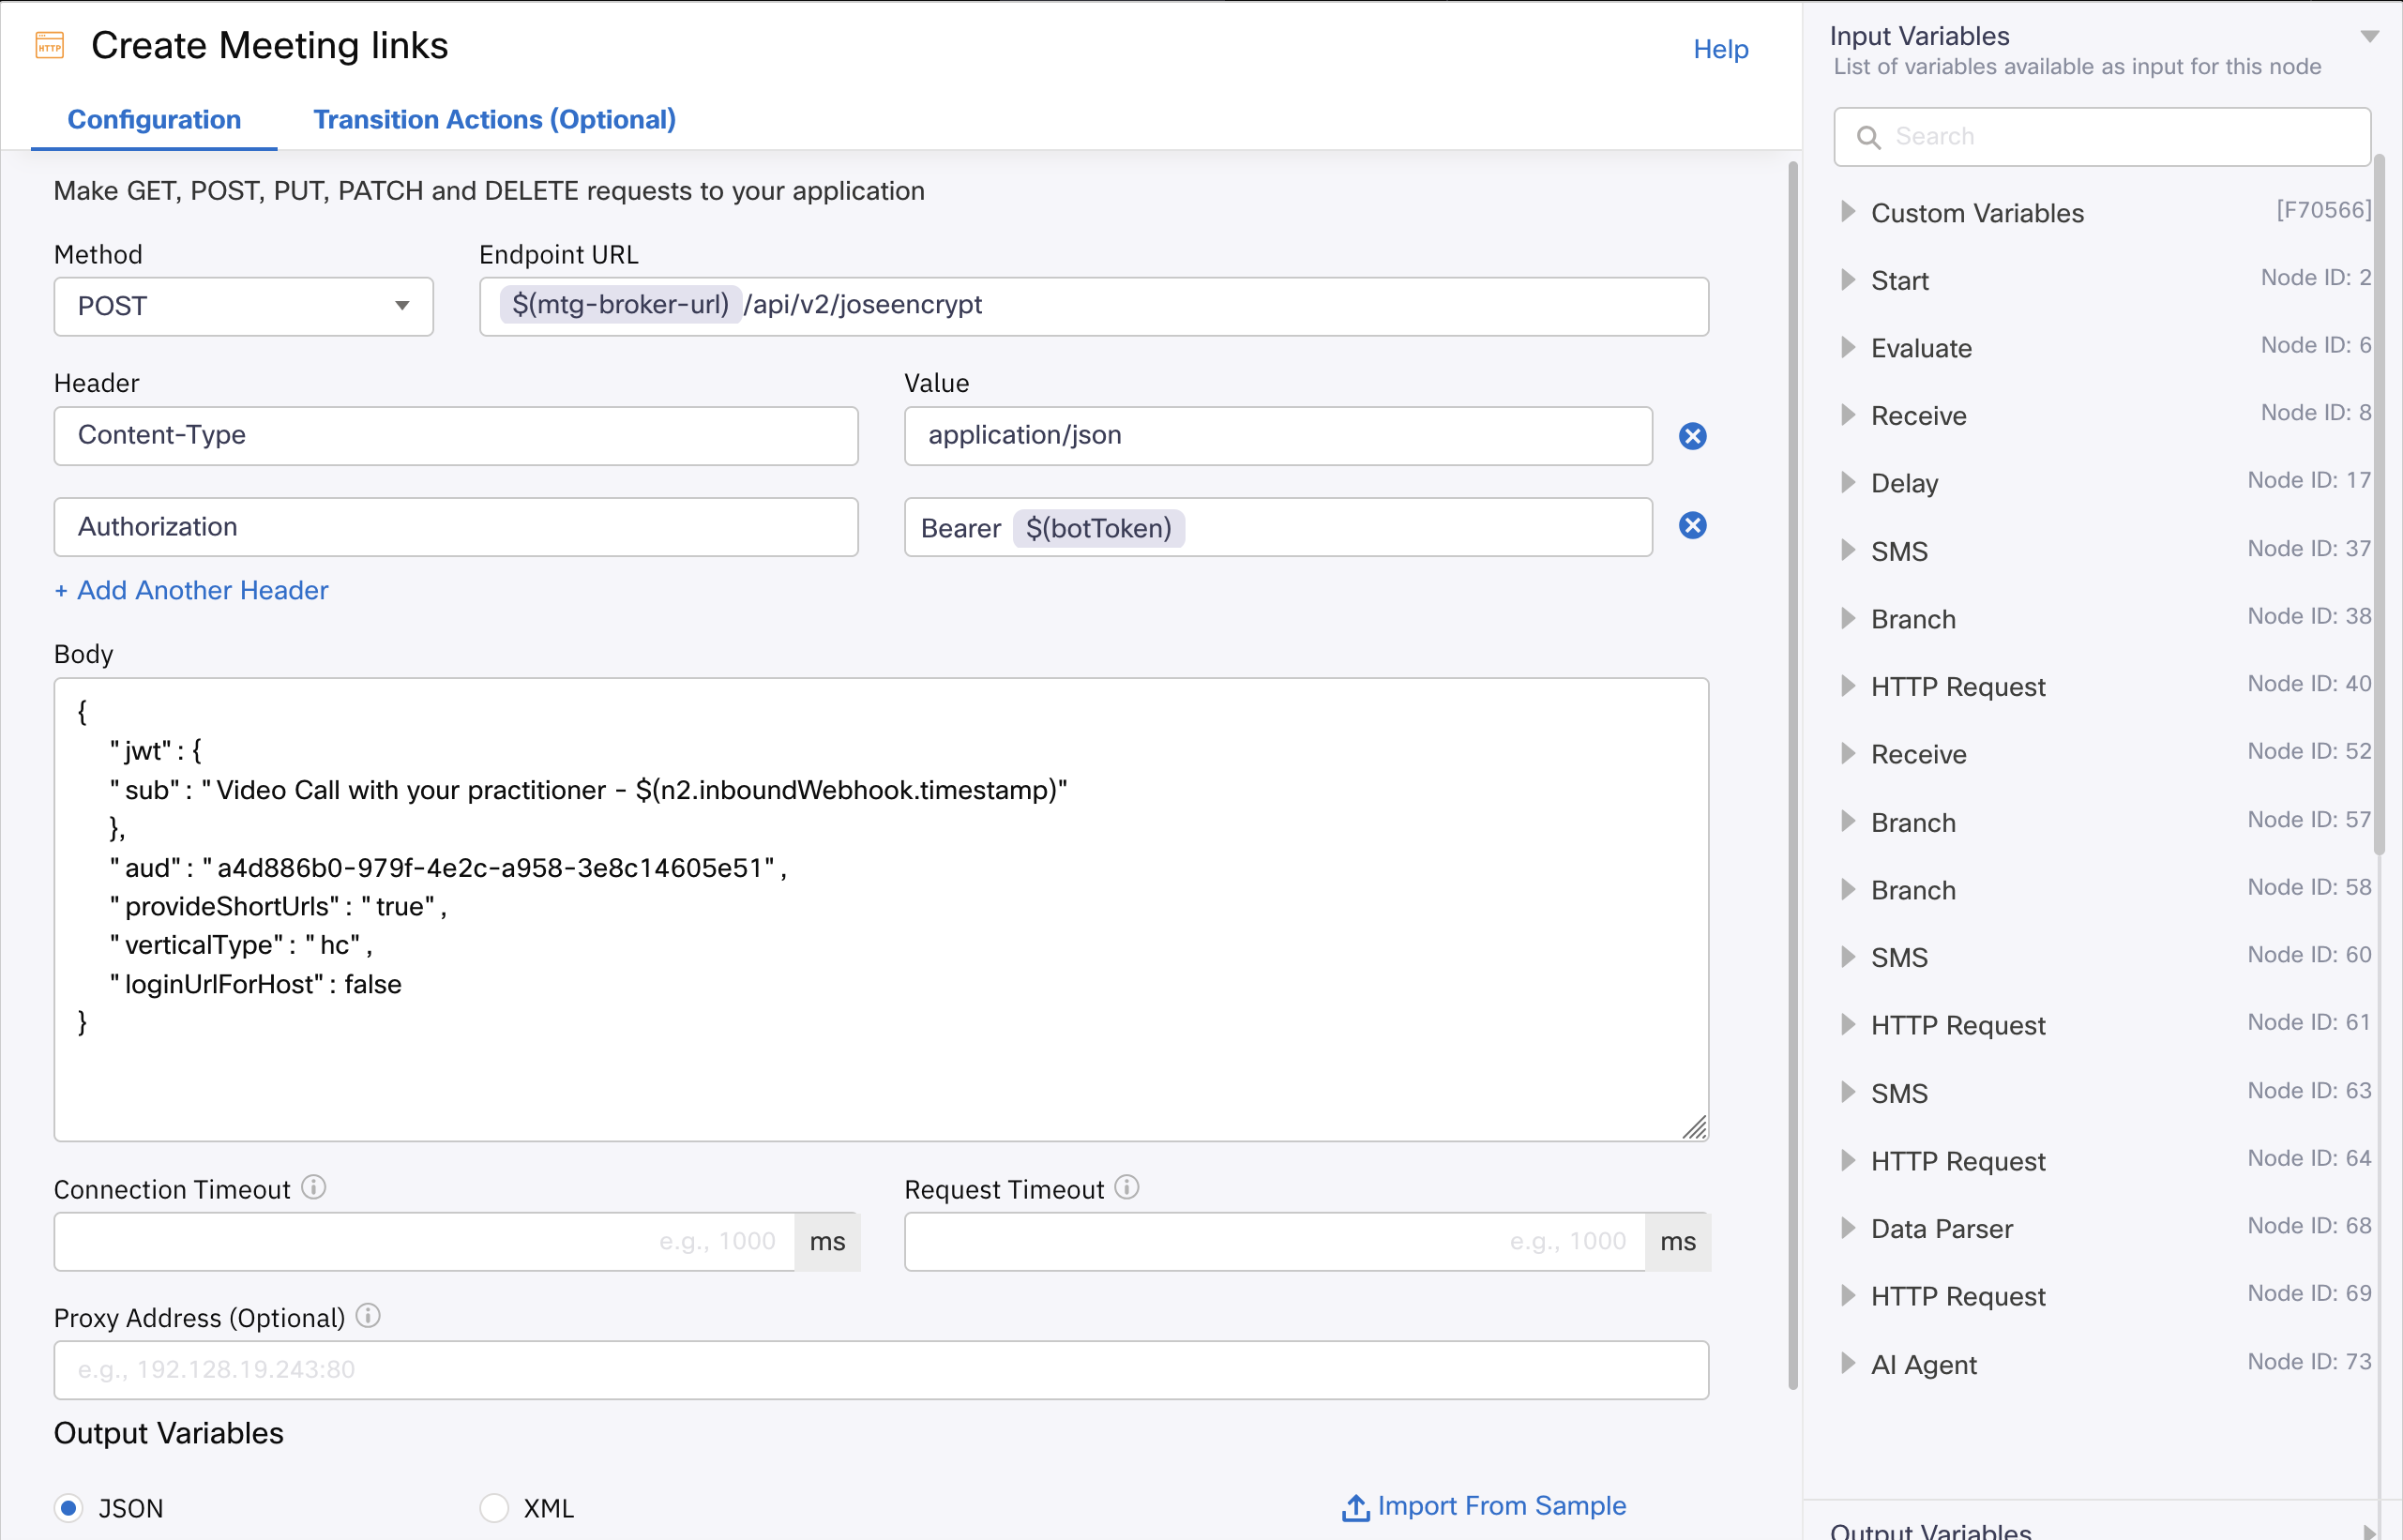 HTTP Create Meeting links
Help
Configuration
Transition Actions (Optional)
Make GET, POST, PUT, PATCH and DELETE requests to your application
Method
Endpoint URL
POST
$(mtg-broker-url) /api/v2/joseencrypt
Header
Value
Content-Type
application/json
Authorization
Bearer $(botToken)
+ Add Another Header
Body
{
"jwt": {
"sub": "Video Call with your practitioner - $(n2.inboundWebhook.timestamp)"
},
"aud": "a4d886b0-979f-4e2c-a958-3e8c14605e51",
"provideShortUrls": "true",
"verticalType": "hc",
"loginUrlForHost": false
}
Connection Timeout
Request Timeout
e.g., 1000 ms
e.g., 1000 ms
Proxy Address (Optional)
e.g., 192.128.19.243:80
Output Variables
JSON
XML
Import From Sample
Input Variables
List of variables available as input for this node
Search
Custom Variables [F70566]
Start Node ID: 2
Evaluate Node ID: 6
Receive Node ID: 8
Delay Node ID: 17
SMS Node ID: 37
Branch Node ID: 38
HTTP Request Node ID: 40
Receive Node ID: 52
Branch Node ID: 57
Branch Node ID: 58
SMS Node ID: 60
HTTP Request Node ID: 61
SMS Node ID: 63
HTTP Request Node ID: 64
Data Parser Node ID: 68
HTTP Request Node ID: 69
AI Agent Node ID: 73
Output Variables